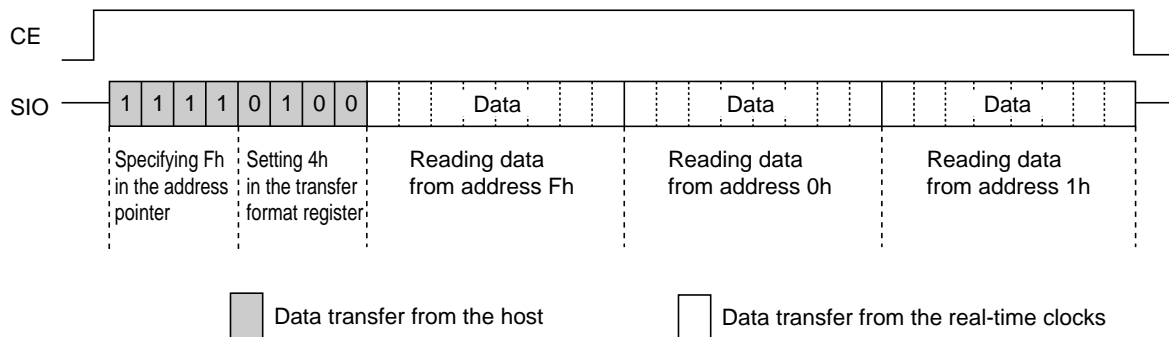 CE
SIO
1 1 1 1 0 1 0 0 Data Data Data
Specifying Fh
in the address
pointer
Setting 4h
in the transfer
format register
Reading data
from address Fh
Reading data
from address 0h
Reading data
from address 1h
Data transfer from the host
Data transfer from the real-time clocks